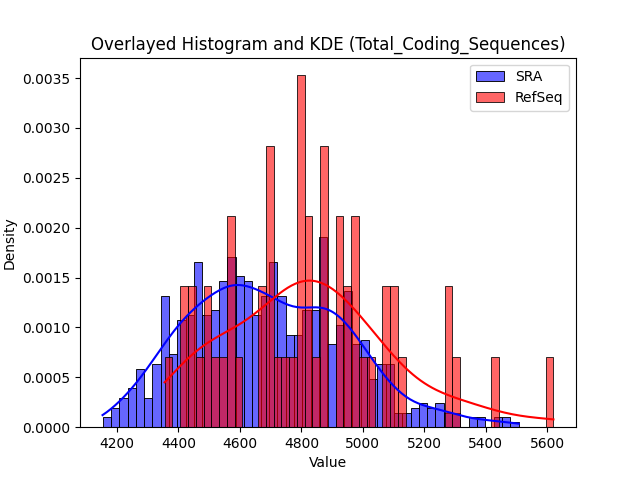 Overlayed Histogram and KDE (Total_Coding_Sequences)
SRA
RefSeq
0.0035
0.0030
0.0025
0.0020
0.0015
0.0010
0.0005
0.0000
Density
4200 4400 4600 4800 5000 5200 5400 5600
Value